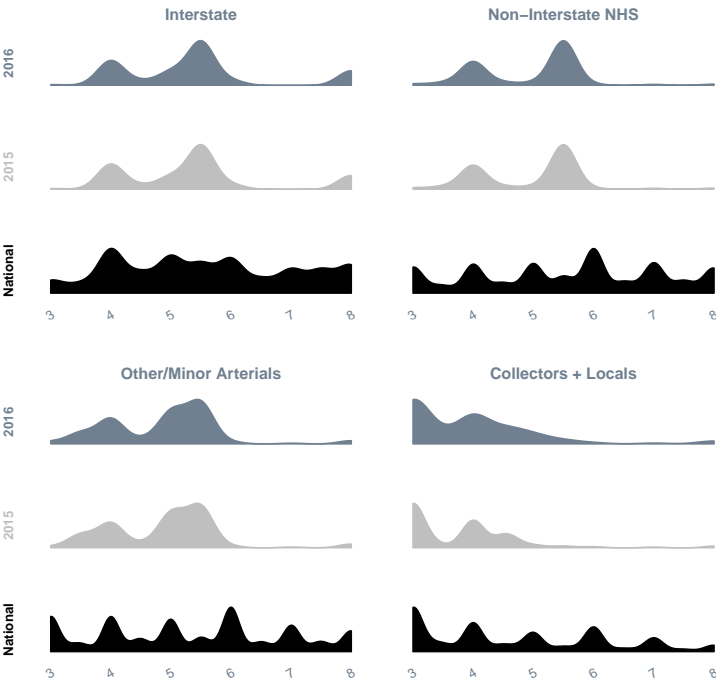 Interstate
Non−Interstate NHS
2016
2015
National
3 4 5 6 7 8
3 4 5 6 7 8
Other/Minor Arterials
Collectors + Locals
2016
2015
National
3 4 5 6 7 8
3 4 5 6 7 8